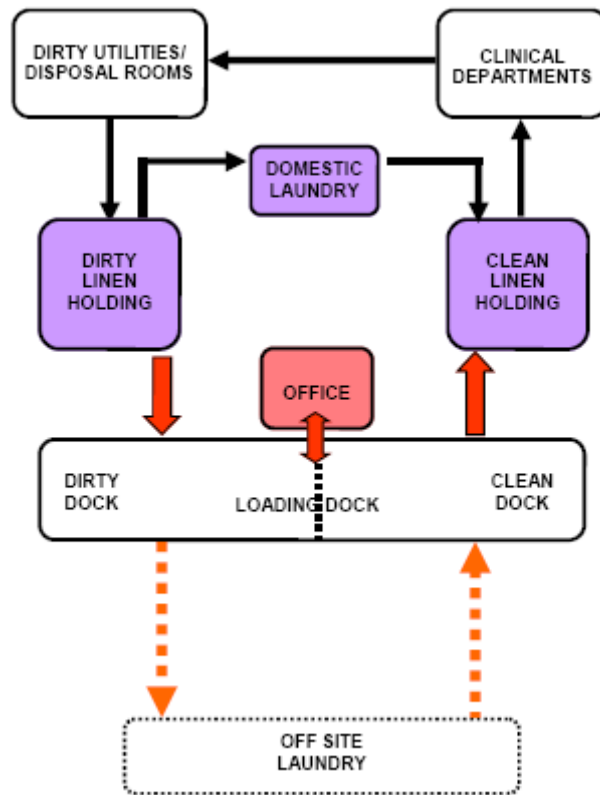 DIRTY UTILITIES/
DISPOSAL ROOMS
CLINICAL
DEPARTMENTS
DOMESTIC
LAUNDRY
DIRTY
LINEN
HOLDING
CLEAN
LINEN
HOLDING
OFFICE
DIRTY
DOCK
LOADING DOCK
CLEAN
DOCK
OFF SITE
LAUNDRY